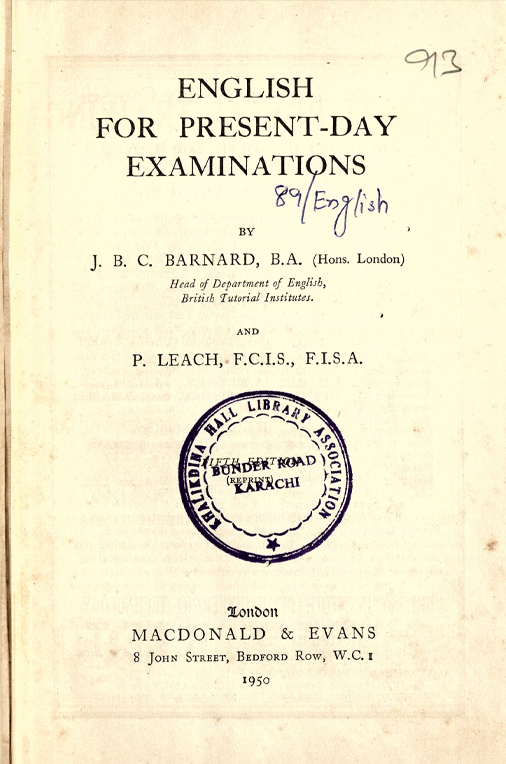 913
ENGLISH
FOR PRESENT-DAY
EXAMINATIONS
89/English
BY
J. B. C. BARNARD, B.A. (Hons. London)
Head of Department of English,
British Tutorial Institutes.
AND
P. LEACH, F.C.I.S., F.I.S.A.
KHALIKDINA HALL LIBRARY ASSOCIATION
FIFTH EDITION
BUNDER ROAD
(REPRINT)
KARACHI
London
MACDONALD & EVANS
8 JOHN STREET, BEDFORD ROW, W.C. 1
1950